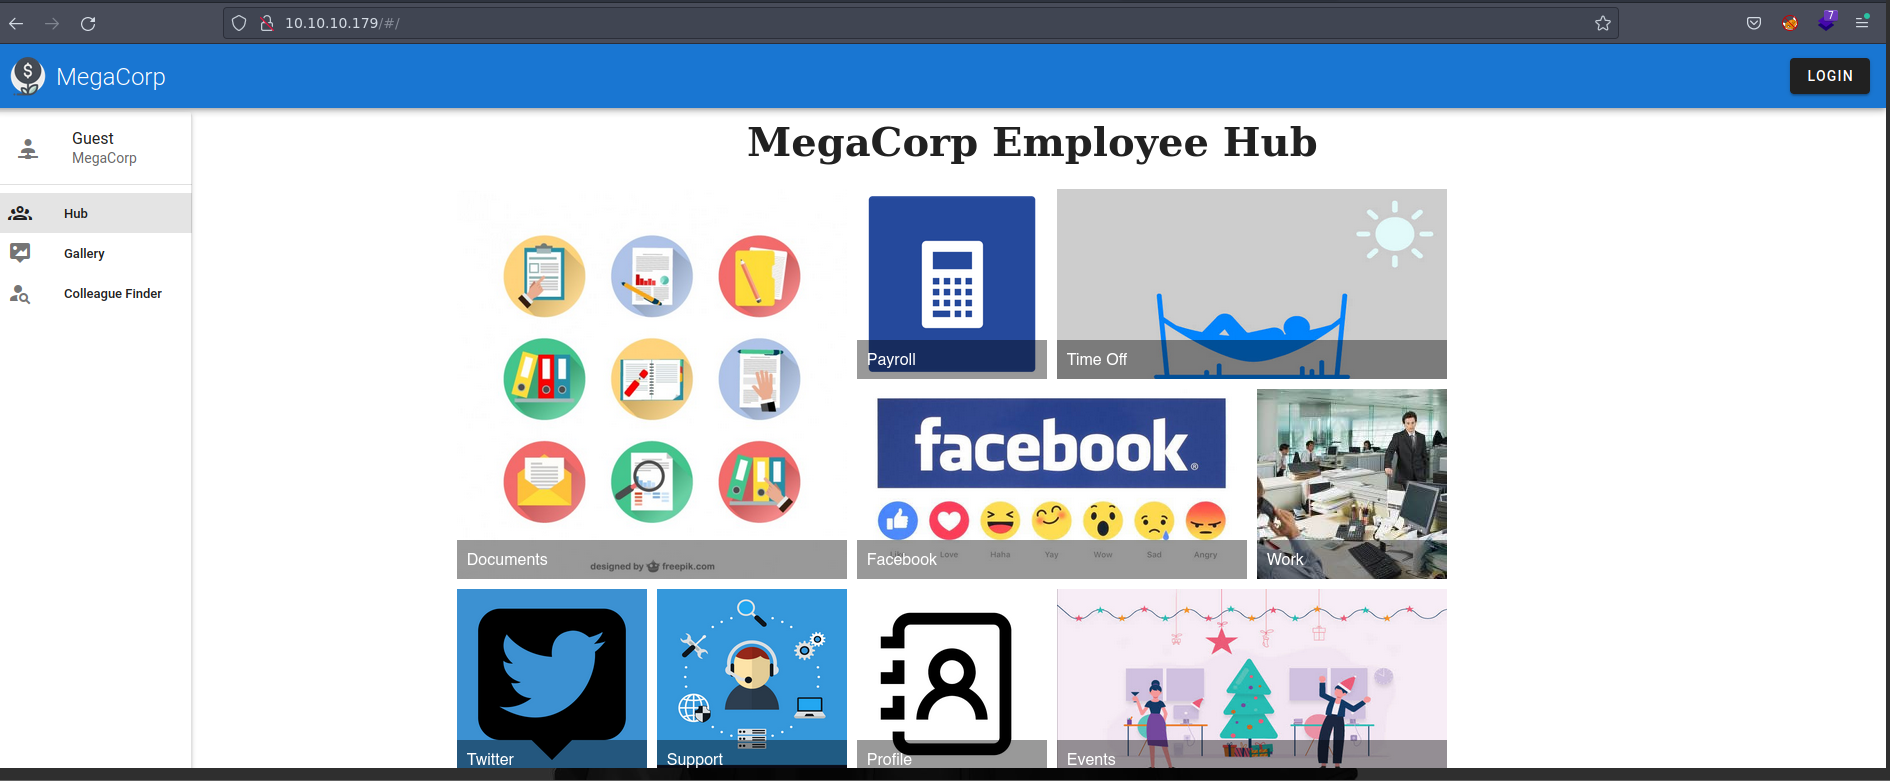 10.10.10.179/#/
7
$
MegaCorp
LOGIN
Guest
MegaCorp
Hub
Gallery
Colleague Finder
MegaCorp Employee Hub
Payroll
Time Off
facebook®
Love Haha Yay Wow Sad Angry
Documents
designed by freepik.com
Facebook
Work
Twitter
Support
Profile
Events